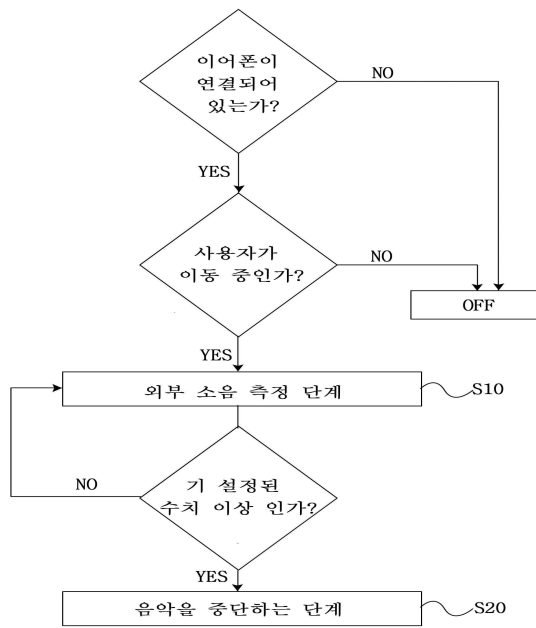 이어폰이
연결되어
있는가?
NO
YES
사용자가
이동 중인가?
NO
OFF
YES
외부 소음 측정 단계
S10
기 설정된
수치 이상 인가?
NO
YES
음악을 중단하는 단계
S20